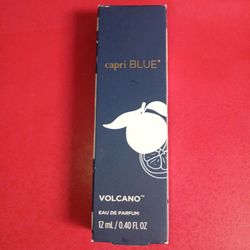 capri BLUE®
VOLCANO™
EAU DE PARFUM
12 mL / 0.40 FL OZ